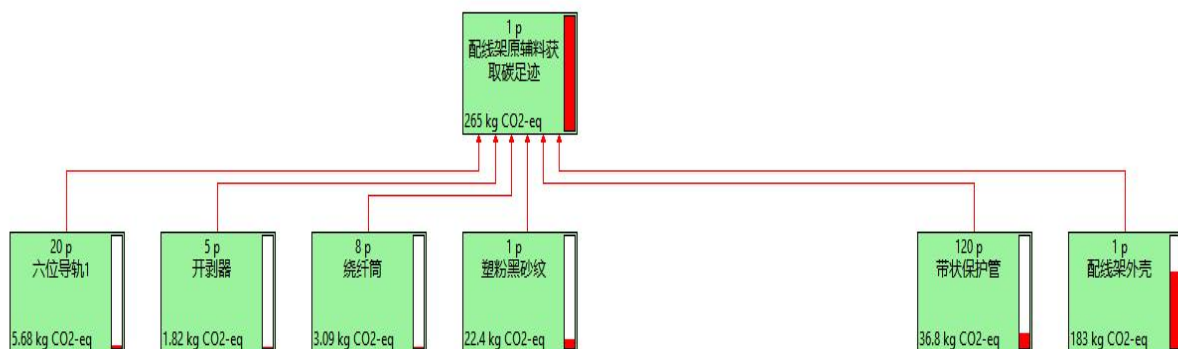 1 p
配线架原辅料获
取碳足迹
265 kg CO2-eq
20 p
六位导轨1
5.68 kg CO2-eq
5 p
开剥器
1.82 kg CO2-eq
8 p
绕纤筒
3.09 kg CO2-eq
1 p
塑粉黑砂纹
22.4 kg CO2-eq
120 p
带状保护管
36.8 kg CO2-eq
1 p
配线架外壳
183 kg CO2-eq